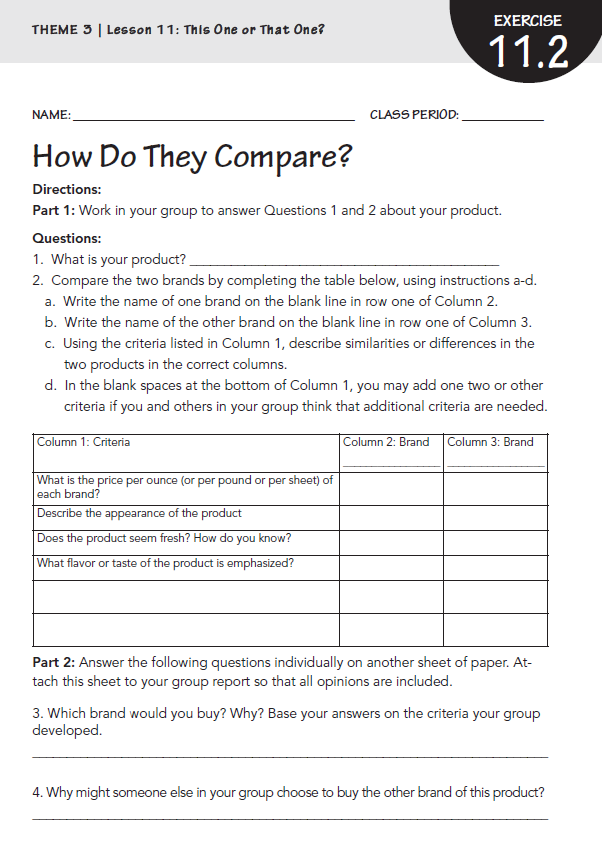 THEME 3 | Lesson 11: This One or That One?
EXERCISE
11.2
NAME: CLASS PERIOD:
How Do They Compare?
Directions:
Part 1: Work in your group to answer Questions 1 and 2 about your product.
Questions:
1. What is your product?
2. Compare the two brands by completing the table below, using instructions a-d.
a. Write the name of one brand on the blank line in row one of Column 2.
b. Write the name of the other brand on the blank line in row one of Column 3.
c. Using the criteria listed in Column 1, describe similarities or differences in the
two products in the correct columns.
d. In the blank spaces at the bottom of Column 1, you may add one two or other
criteria if you and others in your group think that additional criteria are needed.
Column 1: Criteria Column 2: Brand Column 3: Brand
What is the price per ounce (or per pound or per sheet) of
each brand?
Describe the appearance of the product
Does the product seem fresh? How do you know?
What flavor or taste of the product is emphasized?
Part 2: Answer the following questions individually on another sheet of paper. At-
tach this sheet to your group report so that all opinions are included.
3. Which brand would you buy? Why? Base your answers on the criteria your group
developed.
4. Why might someone else in your group choose to buy the other brand of this product?